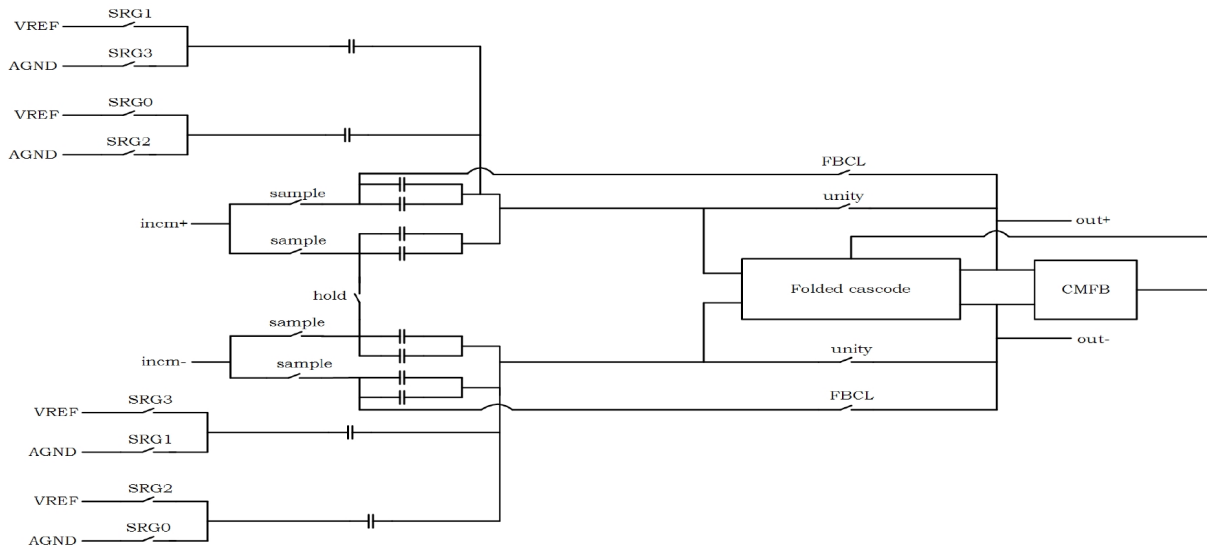 VREF SRG1
AGND SRG3
VREF SRG0
AGND SRG2
FBCL
sample
unity
incm+
out+
sample
hold
Folded cascode
CMFB
sample
out-
incm-
unity
sample
FBCL
VREF SRG3
AGND SRG1
VREF SRG2
AGND SRG0